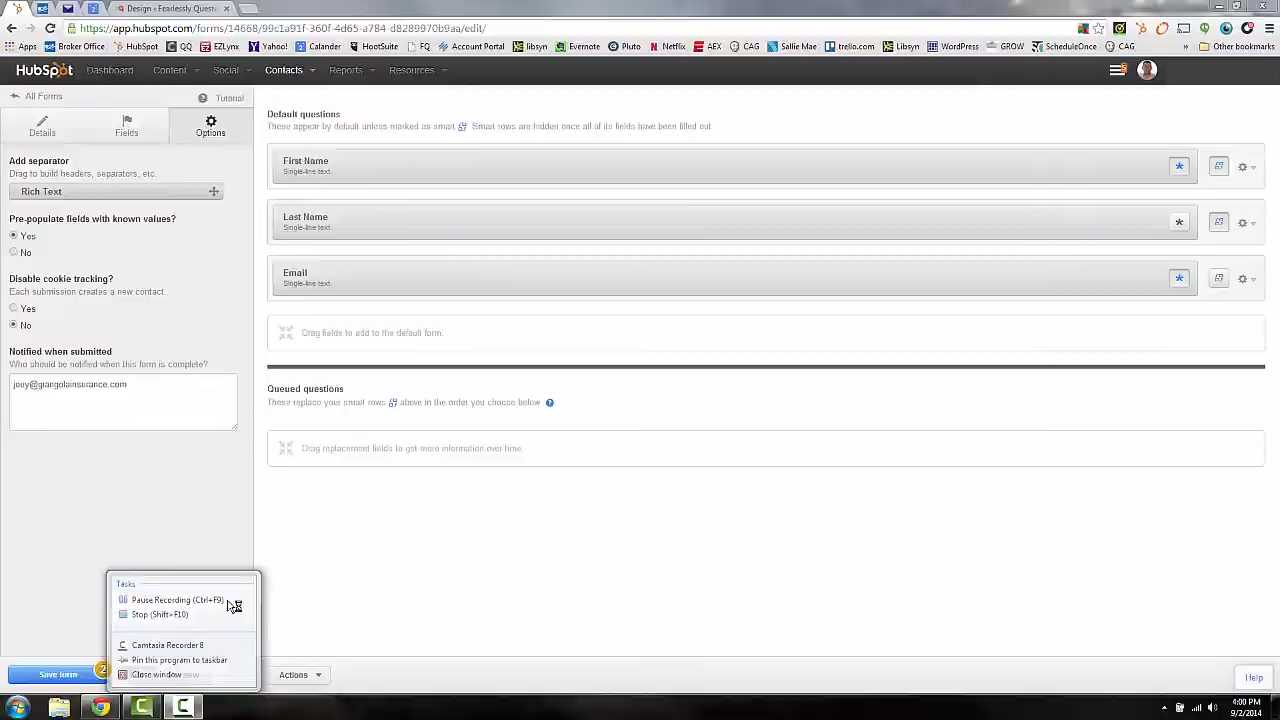 Design - Fearlessly Questi
https://app.hubspot.com/forms/14668/99c1a91f-360f-4d65-a784-d8289970b9aa/edit/
Apps Broker Office HubSpot QQ EZLynx Yahoo! Calander HootSuite FQ Account Portal libsyn Evernote Pluto Netflix AEX CAG Sallie Mae trello.com Libsyn WordPress GROW ScheduleOnce CAG » Other bookmarks
HubSpot Dashboard Content Social Contacts Reports Resources
All Forms
Tutorial
Details Fields Options
Add separator
Drag to build headers, separators, etc.
Rich Text
Pre-populate fields with known values?
Yes
No
Disable cookie tracking?
Each submission creates a new contact.
Yes
No
Notified when submitted
Who should be notified when this form is complete?
joey@giangolainsurance.com
Default questions
These appear by default unless marked as smart Smart rows are hidden once all of its fields have been filled out
First Name
Single-line text
Last Name
Single-line text
Email
Single-line text
Drag fields to add to the default form.
Queued questions
These replace your smart rows above in the order you choose below
Drag replacement fields to get more information over time.
Tasks
Pause Recording (Ctrl+F9)
Stop (Shift+F10)
Camtasia Recorder 8
Pin this program to taskbar
Close window
Save form
2
Actions
Help
4:00 PM
9/2/2014